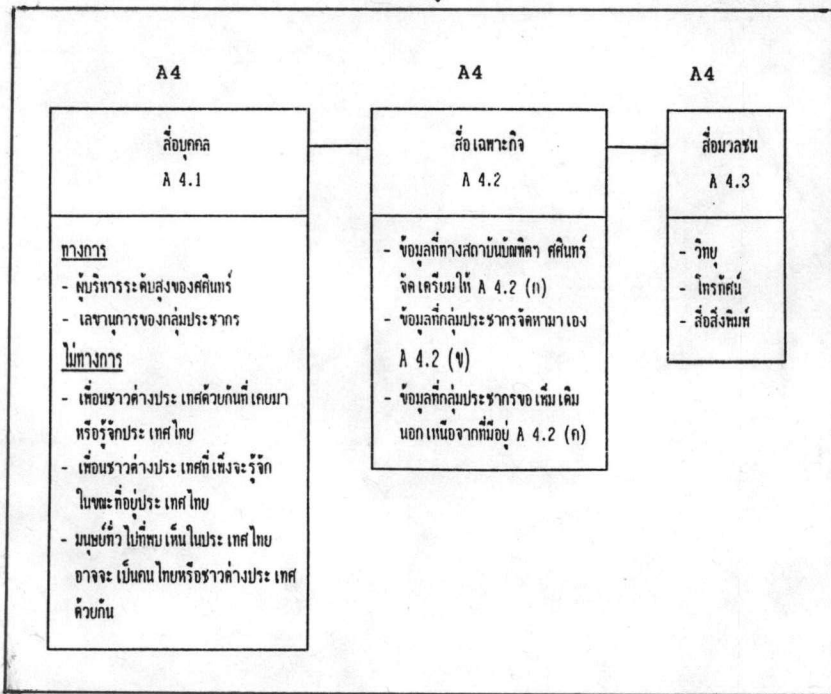 A4
สื่อบุคคล
A 4.1
ทางการ
- ผู้บริหารระดับสูงของศศินทร์
- เลขานุการของกลุ่มประชากร
ไม่ทางการ
- เพื่อนชาวต่างประเทศด้วยกันที่เคยมา
หรือรู้จักประเทศไทย
- เพื่อนชาวต่างประเทศที่เพิ่งจะรู้จัก
ในขณะที่อยู่ประเทศไทย
- มนุษย์ทั่วไปที่พบเห็นในประเทศไทย
อาจจะเป็นคนไทยหรือชาวต่างประเทศ
ด้วยกัน
A4
สื่อเฉพาะกิจ
A 4.2
- ข้อมูลที่ทางสถาบันบัณฑิตฯ ศศินทร์
จัดเตรียมให้ A 4.2 (ก)
- ข้อมูลที่กลุ่มประชากรจัดหามาเอง
A 4.2 (ข)
- ข้อมูลที่กลุ่มประชากรขอเพิ่มเติม
นอกเหนือจากที่มีอยู่ A 4.2 (ค)
A4
สื่อมวลชน
A 4.3
- วิทยุ
- โทรทัศน์
- สื่อสิ่งพิมพ์